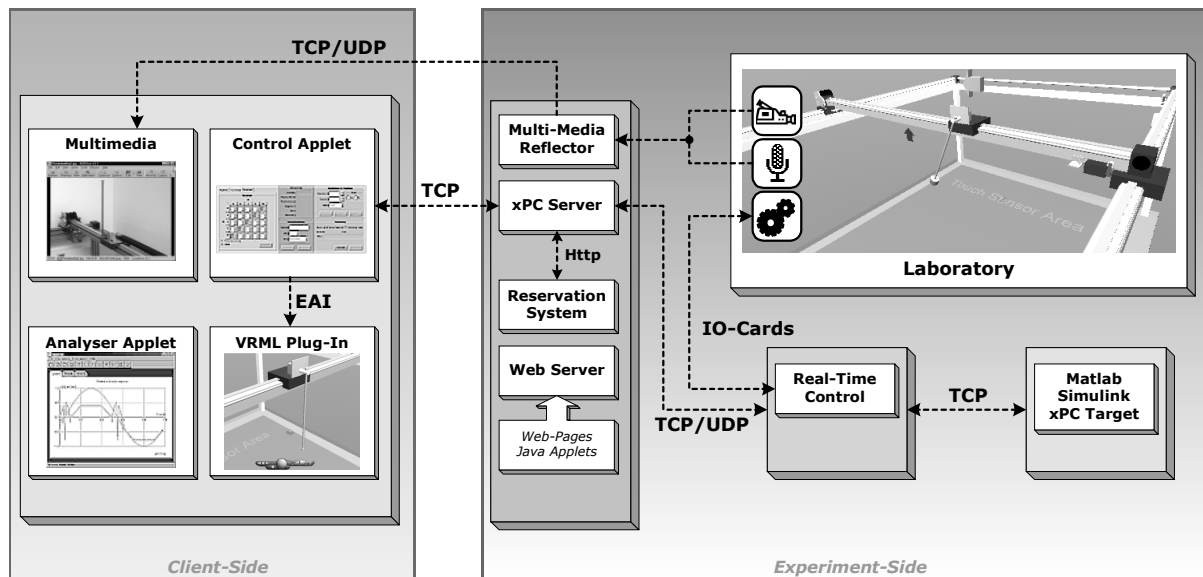 TCP/UDP
Multimedia
Control Applet
TCP
EAI
Analyser Applet
VRML Plug-In
Client-Side
Multi-Media
Reflector
xPC Server
Http
Reservation
System
Web Server
Web-Pages
Java Applets
Touch Sensor Area
Laboratory
IO-Cards
TCP/UDP
Real-Time
Control
TCP
Matlab
Simulink
xPC Target
Experiment-Side